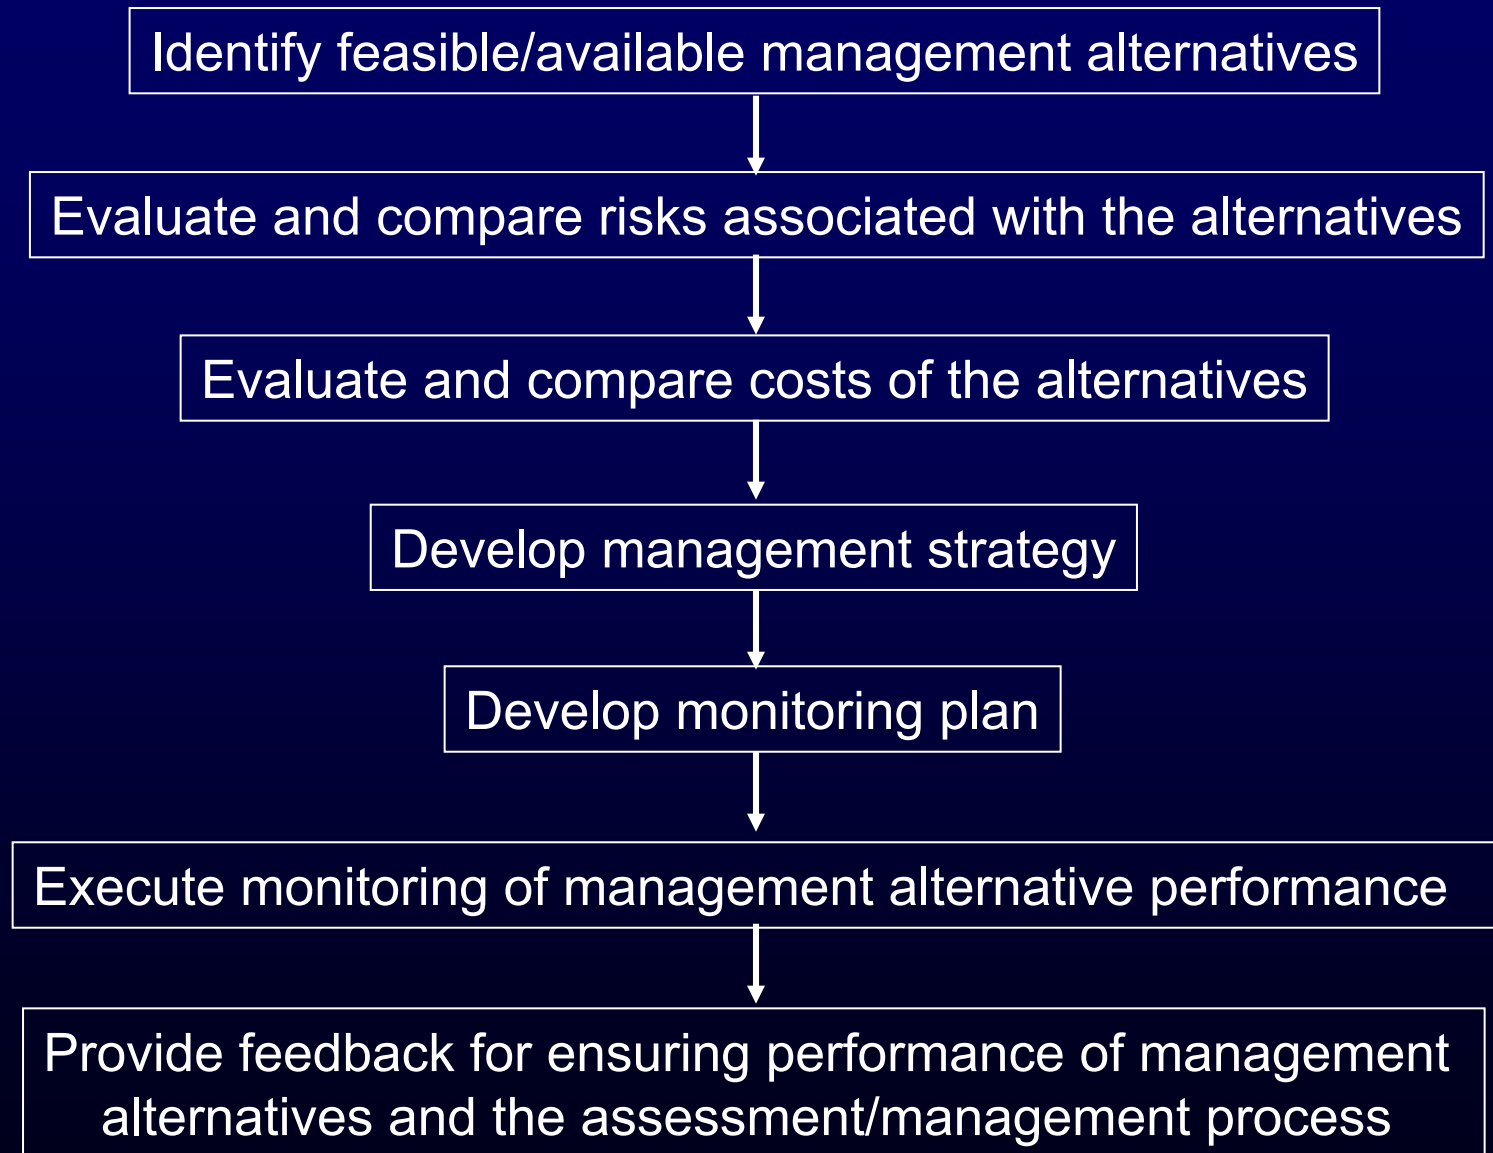 Identify feasible/available management alternatives
Evaluate and compare risks associated with the alternatives
Evaluate and compare costs of the alternatives
Develop management strategy
Develop monitoring plan
Execute monitoring of management alternative performance
Provide feedback for ensuring performance of management
alternatives and the assessment/management process